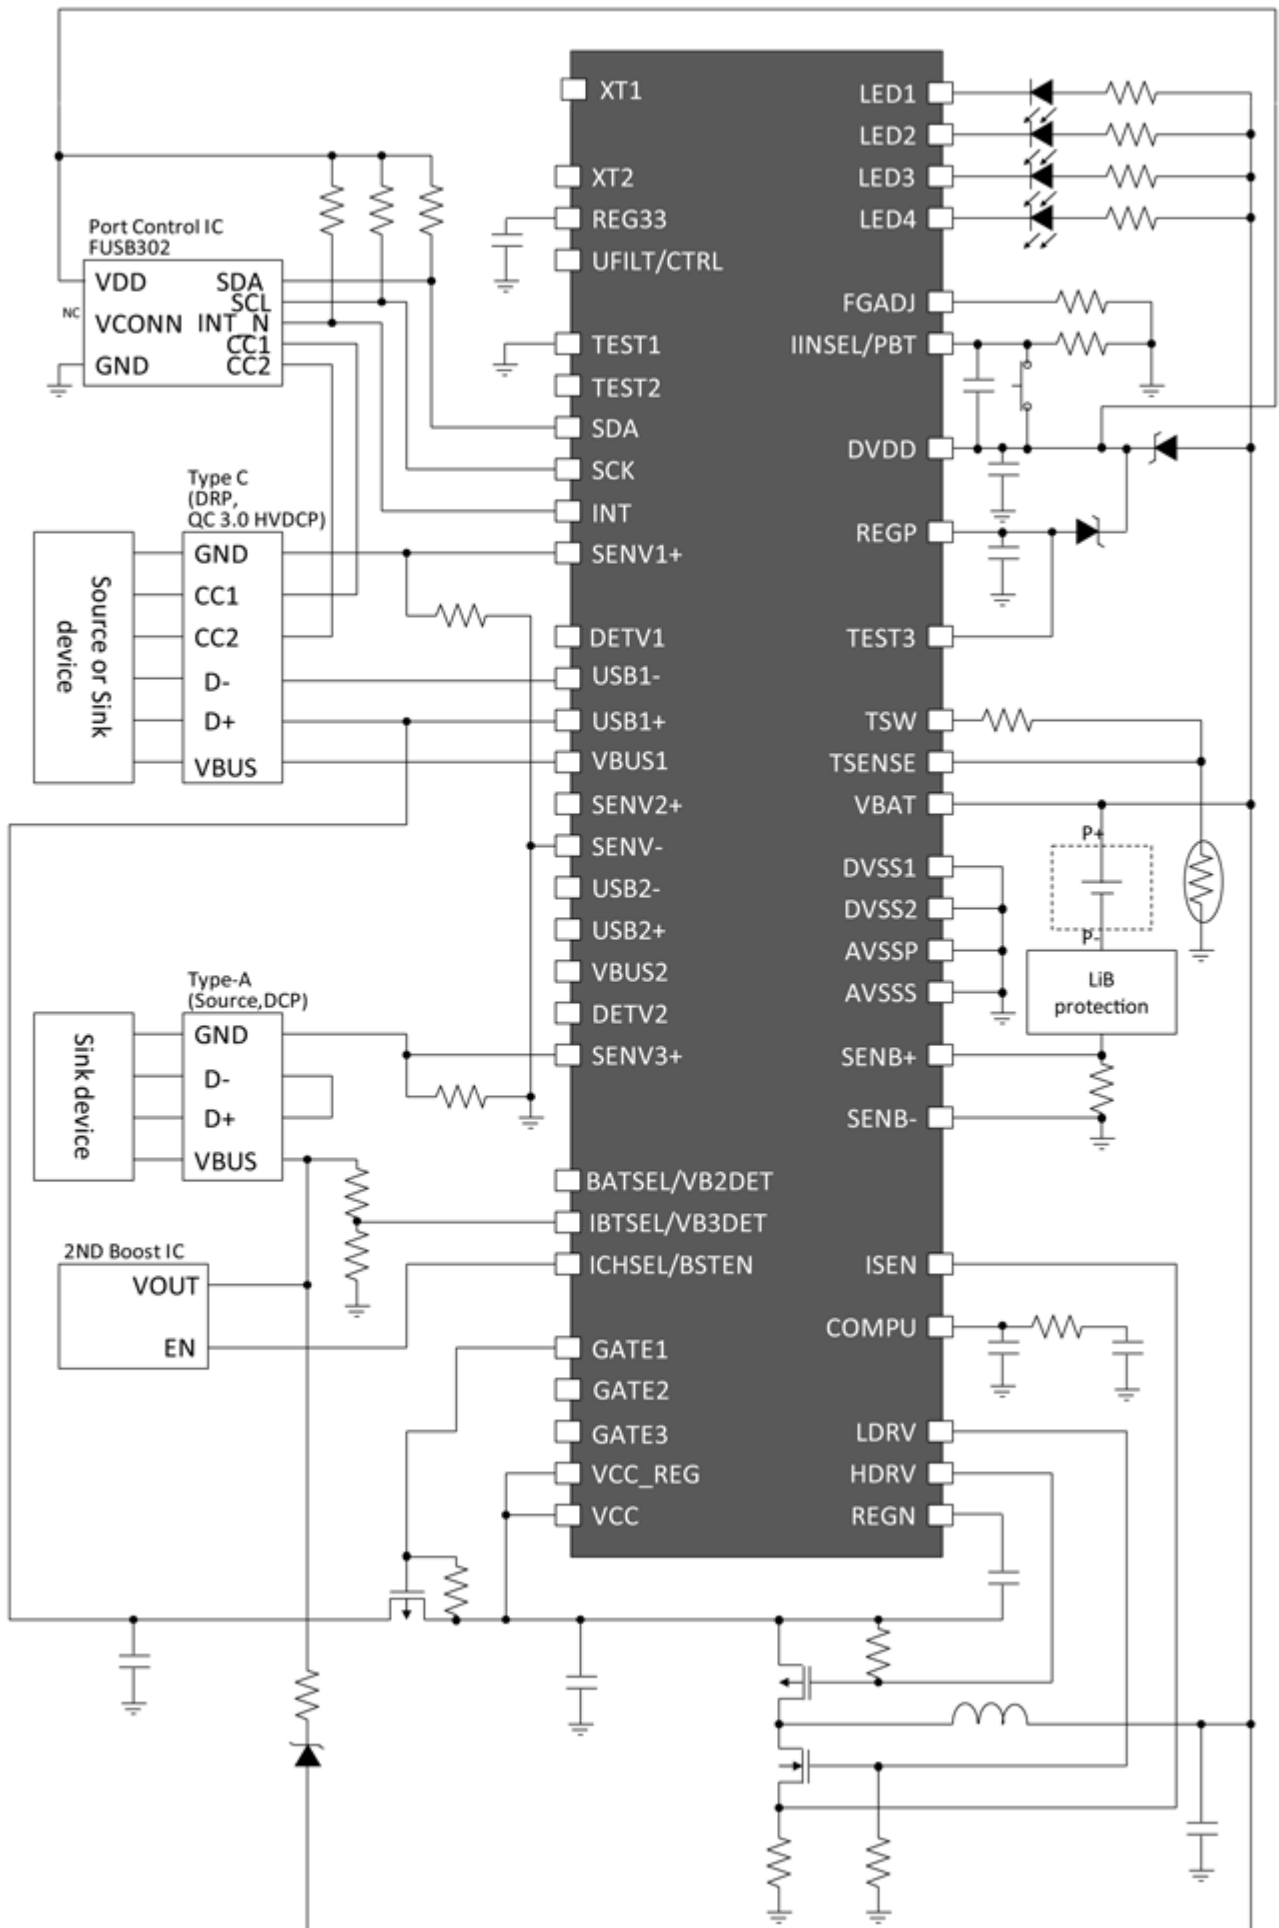 XT1
XT2
REG33
UFILT/CTRL
TEST1
TEST2
SDA
SCK
INT
SENV1+
DETV1
USB1-
USB1+
VBUS1
SENV2+
SENV-
USB2-
USB2+
VBUS2
DETV2
SENV3+
BATSEL/VB2DET
IBTSEL/VB3DET
ICHSEL/BSTEN
GATE1
GATE2
GATE3
VCC_REG
VCC
LED1
LED2
LED3
LED4
FGADJ
IINSEL/PBT
DVDD
REGP
TEST3
TSW
TSENSE
VBAT
DVSS1
DVSS2
AVSSP
AVSSS
SENB+
SENB-
ISEN
COMPU
LDRV
HDRV
REGN
Port Control IC
FUSB302
VDD
NC
VCONN
GND
SDA
SCL
INT_N
CC1
CC2
Type C
(DRP,
QC 3.0 HVDCP)
Source or Sink
device
GND
CC1
CC2
D-
D+
VBUS
Type-A
(Source,DCP)
Sink device
GND
D-
D+
VBUS
2ND Boost IC
VOUT
EN
P+
P-
LiB
protection